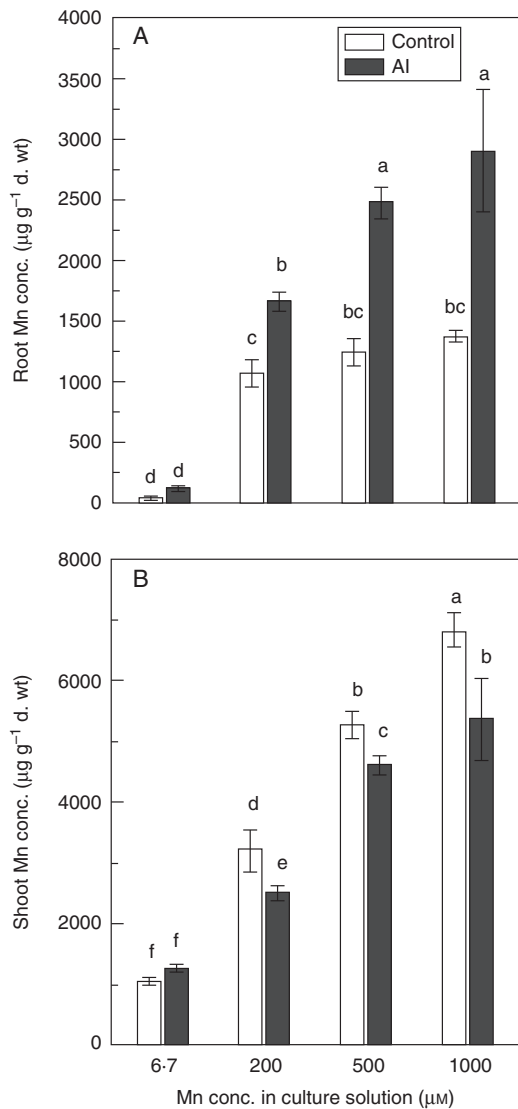 4000
3500
3000
2500
2000
1500
1000
500
0
Root Mn conc. (µg g⁻¹ d. wt)
A
Control
Al
d d
c
b
bc
a
bc
a
8000
6000
4000
2000
0
Shoot Mn conc. (µg g⁻¹ d. wt)
B
f f
d
e
b
c
a
b
6·7 200 500 1000
Mn conc. in culture solution (µM)